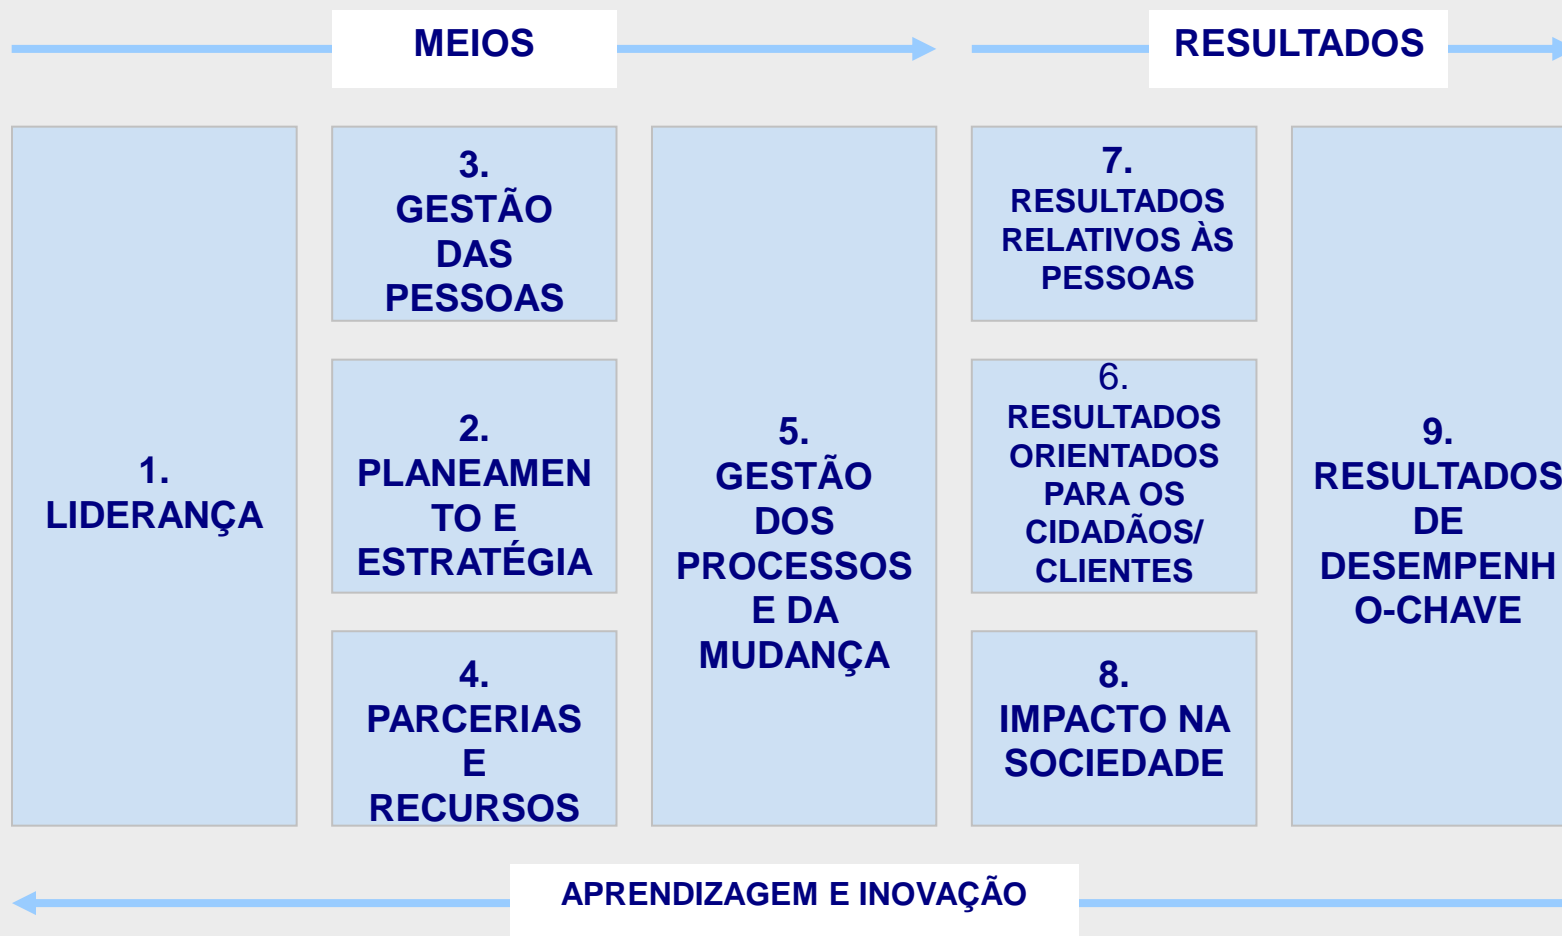 MEIOS
RESULTADOS
1.
LIDERANÇA
3.
GESTÃO
DAS
PESSOAS
2.
PLANEAMEN
TO E
ESTRATÉGIA
4.
PARCERIAS
E
RECURSOS
5.
GESTÃO
DOS
PROCESSOS
E DA
MUDANÇA
7.
RESULTADOS
RELATIVOS ÀS
PESSOAS
6.
RESULTADOS
ORIENTADOS
PARA OS
CIDADÃOS/
CLIENTES
8.
IMPACTO NA
SOCIEDADE
9.
RESULTADOS
DE
DESEMPENH
O-CHAVE
APRENDIZAGEM E INOVAÇÃO